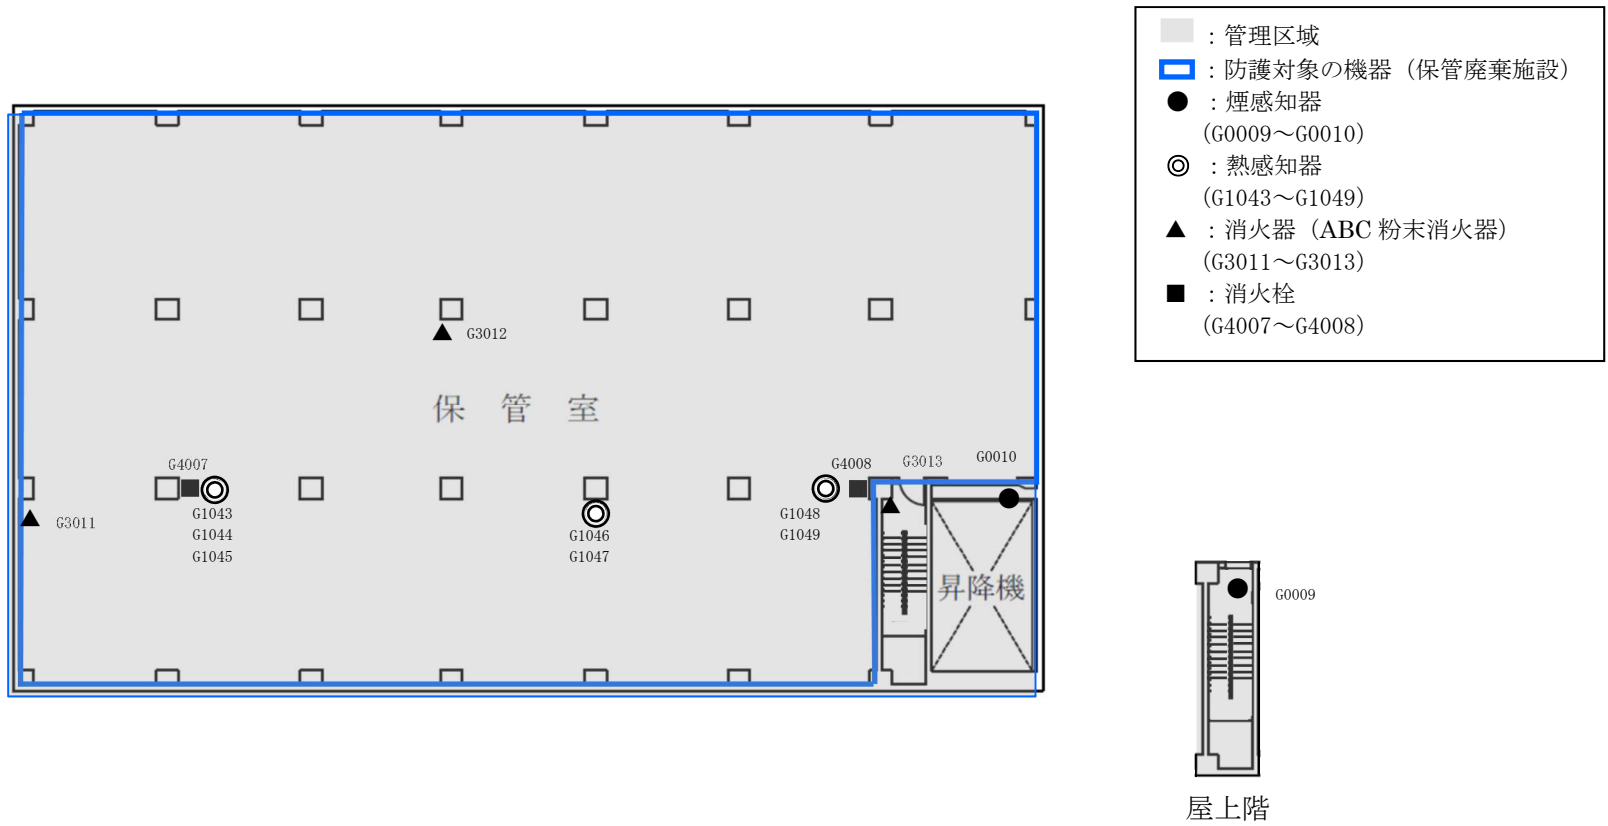 ：管理区域
：防護対象の機器（保管廃棄施設）
：煙感知器
（G0009～G0010）
：熱感知器
（G1043～G1049）
：消火器（ABC 粉末消火器）
（G3011～G3013）
：消火栓
（G4007～G4008）
G3012
保　管　室
G4007
G4008
G3013
G0010
G1043
G1044
G1045
G1046
G1047
G1048
G1049
G3011
昇降機
G0009
屋上階